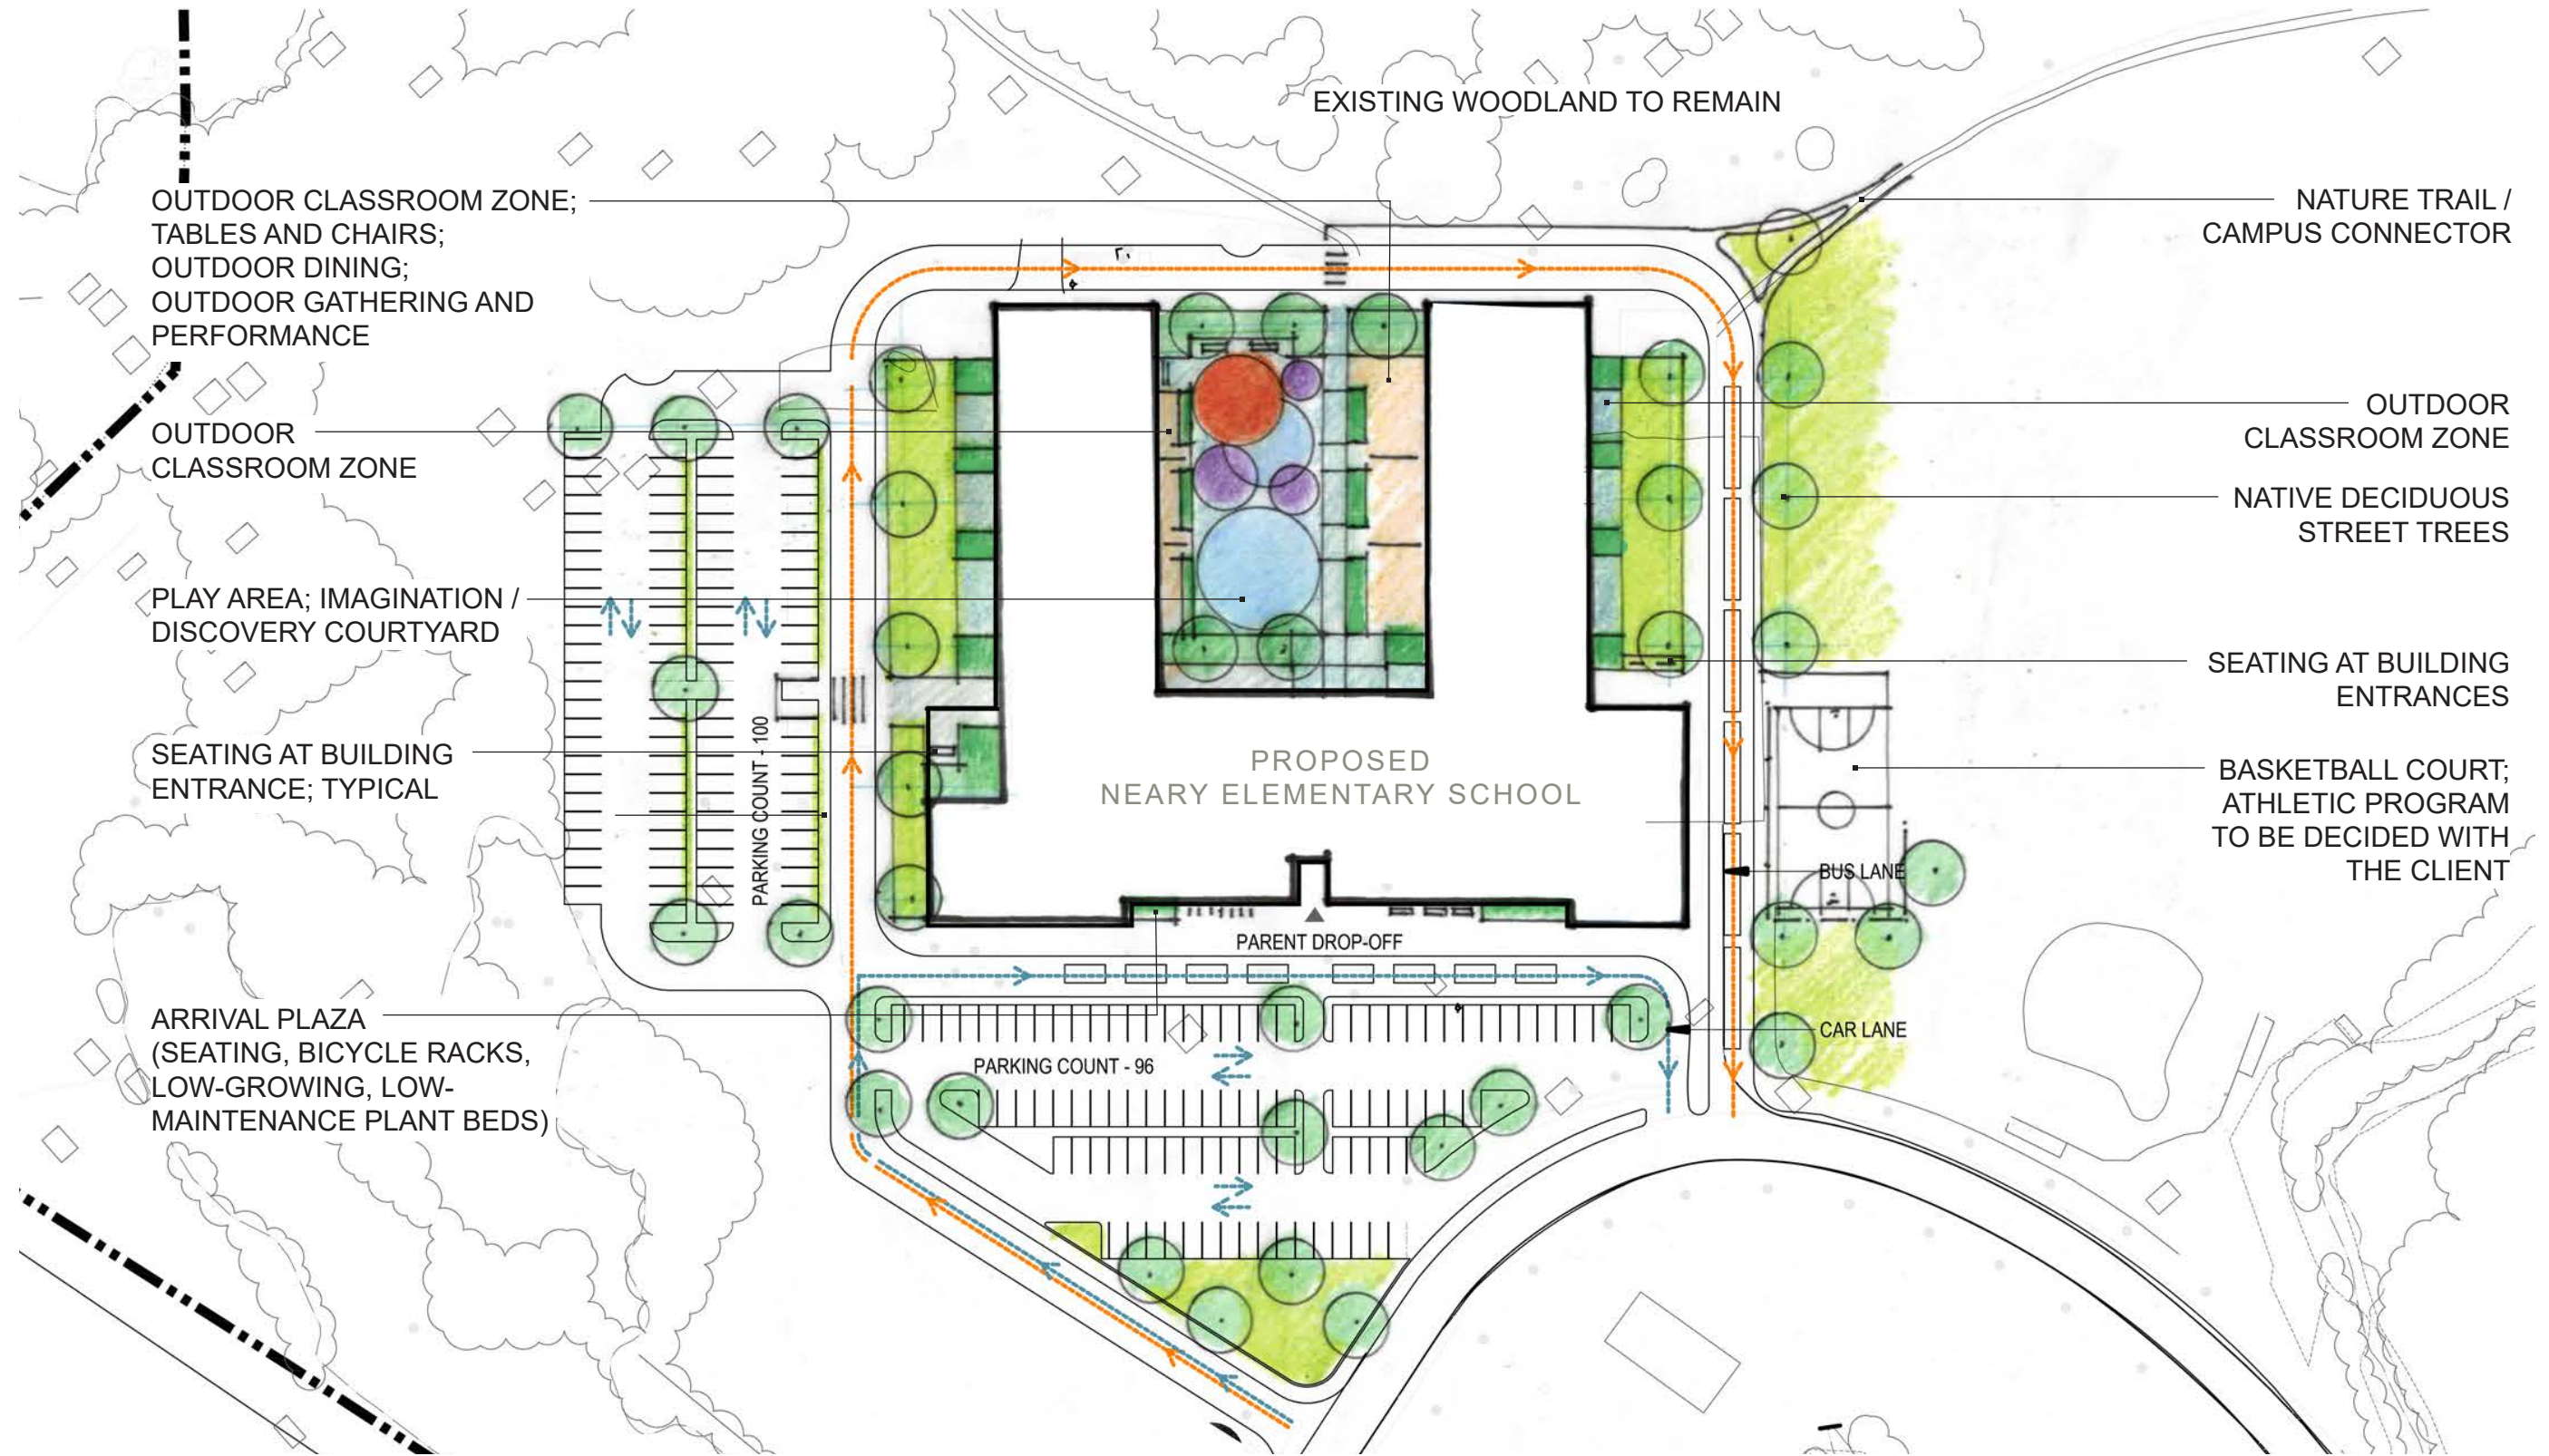 EXISTING WOODLAND TO REMAIN
OUTDOOR CLASSROOM ZONE;
TABLES AND CHAIRS;
OUTDOOR DINING;
OUTDOOR GATHERING AND
PERFORMANCE
OUTDOOR
CLASSROOM ZONE
PLAY AREA; IMAGINATION /
DISCOVERY COURTYARD
SEATING AT BUILDING
ENTRANCE; TYPICAL
ARRIVAL PLAZA
(SEATING, BICYCLE RACKS,
LOW-GROWING, LOW-
MAINTENANCE PLANT BEDS)
PARKING COUNT - 100
PROPOSED
NEARY ELEMENTARY SCHOOL
PARENT DROP-OFF
PARKING COUNT - 96
NATURE TRAIL /
CAMPUS CONNECTOR
OUTDOOR
CLASSROOM ZONE
NATIVE DECIDUOUS
STREET TREES
SEATING AT BUILDING
ENTRANCES
BASKETBALL COURT;
ATHLETIC PROGRAM
TO BE DECIDED WITH
THE CLIENT
BUS LANE
CAR LANE